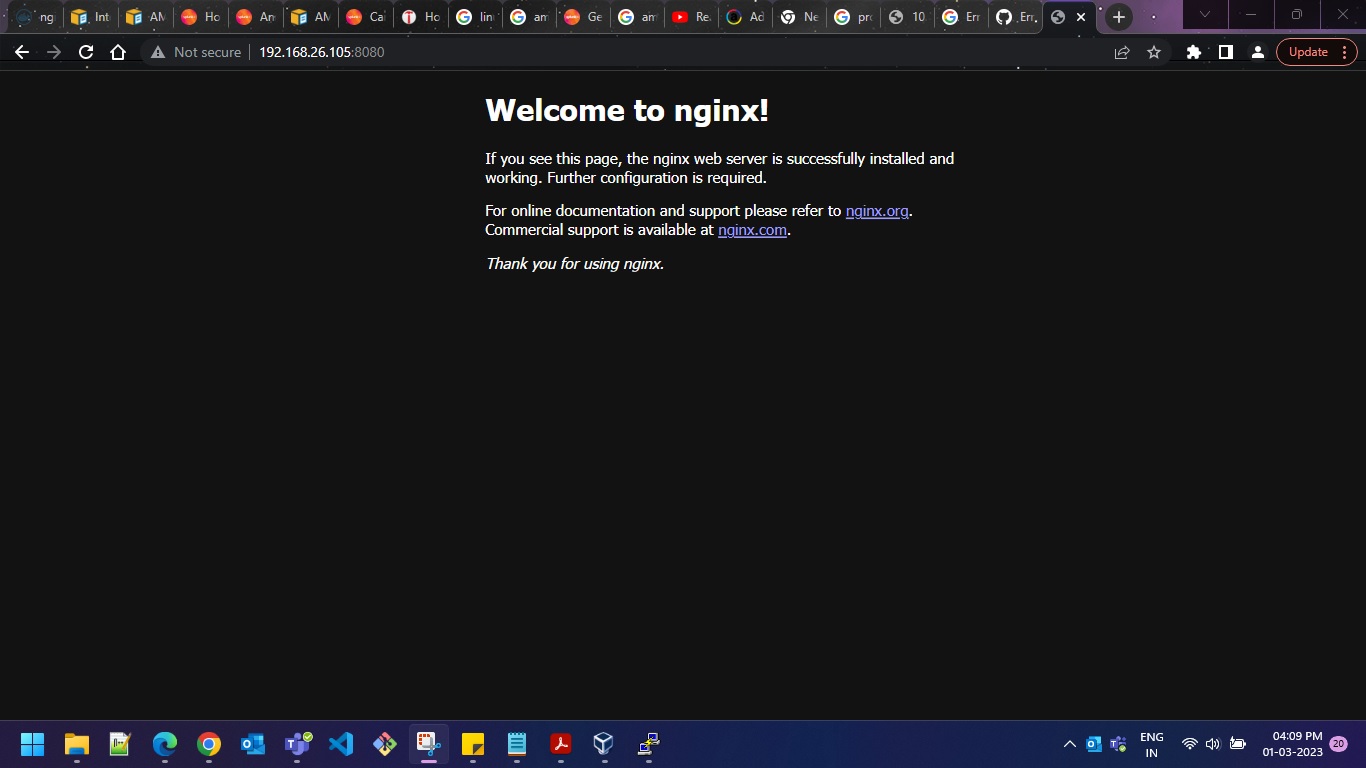 ng
Int
AM
Ho
Am
AM
Ca
Ho
lin
am
Ge
am
Re
Ad
Ne
pro
10.
Err
Err
Not secure 192.168.26.105:8080
Update
Welcome to nginx!
If you see this page, the nginx web server is successfully installed and
working. Further configuration is required.
For online documentation and support please refer to nginx.org.
Commercial support is available at nginx.com.
Thank you for using nginx.
ENG
IN
04:09 PM
01-03-2023
20